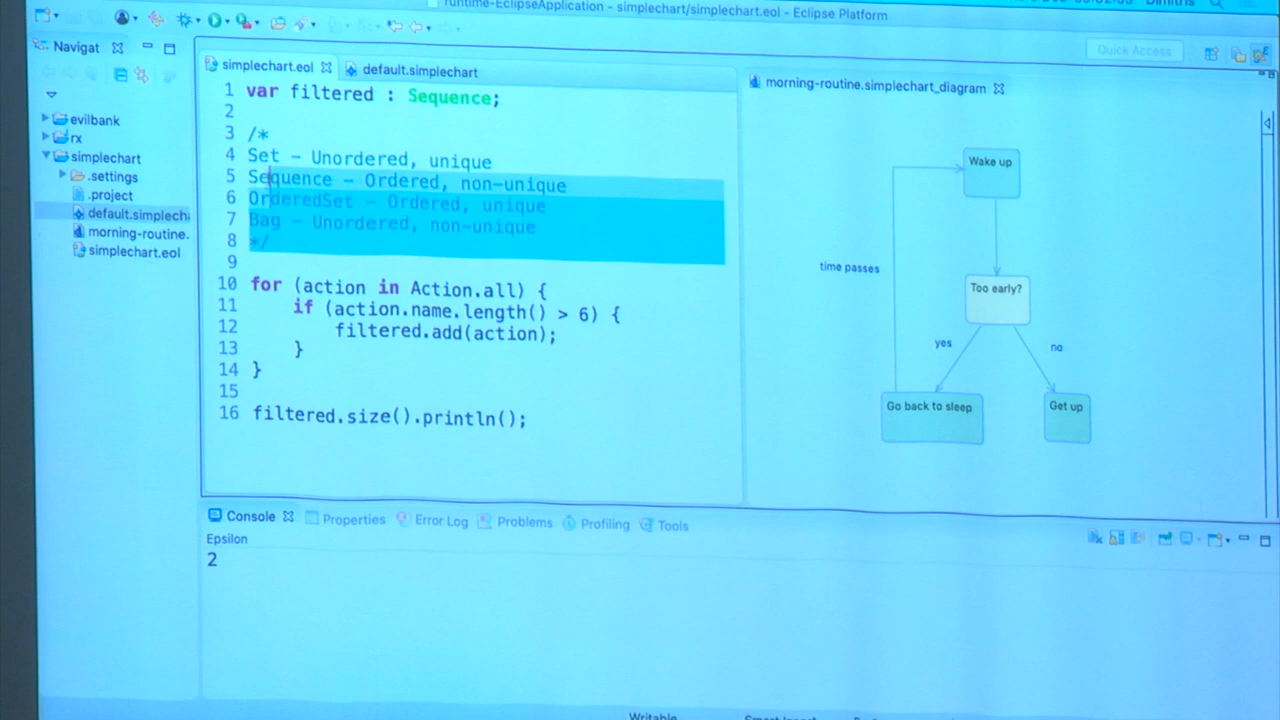 runtime-EclipseApplication - simplechart/simplechart.eol - Eclipse Platform
Dimitris
Quick Access
Navigat
evilbank
rx
simplechart
.settings
.project
default.simplech
morning-routine.
simplechart.eol
simplechart.eol
default.simplechart
1 var filtered : Sequence;
2
3 /*
4 Set - Unordered, unique
5 Sequence - Ordered, non-unique
6 OrderedSet - Ordered, unique
7 Bag - Unordered, non-unique
8 */
9
10 for (action in Action.all) {
11 if (action.name.length() > 6) {
12 filtered.add(action);
13 }
14 }
15
16 filtered.size().println();
morning-routine.simplechart_diagram
Wake up
time passes
Too early?
yes
no
Go back to sleep
Get up
Console
Properties
Error Log
Problems
Profiling
Tools
Epsilon
2
Writable